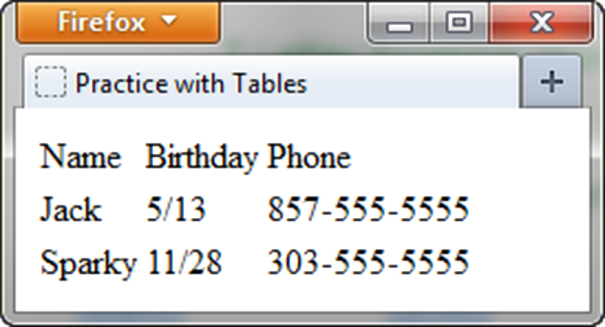 Firefox
Practice with Tables
Name Birthday Phone
Jack 5/13 857-555-5555
Sparky 11/28 303-555-5555